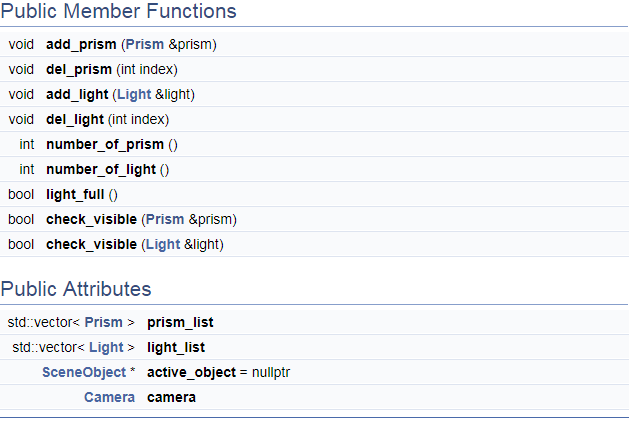 Public Member Functions
void add_prism (Prism &prism)
void del_prism (int index)
void add_light (Light &light)
void del_light (int index)
int number_of_prism ()
int number_of_light ()
bool light_full ()
bool check_visible (Prism &prism)
bool check_visible (Light &light)
Public Attributes
std::vector< Prism > prism_list
std::vector< Light > light_list
SceneObject * active_object = nullptr
Camera camera